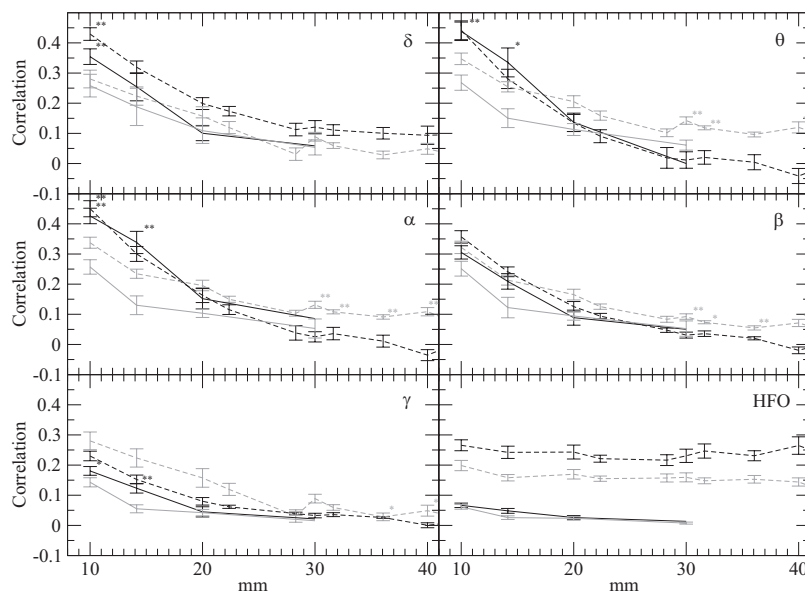 ** δ
**
0.4
0.3
0.2
0.1
0
-0.1
Correlation
** θ
*
** **
** α
** **
0.4
0.3
0.2
0.1
0
-0.1
Correlation
** ** ** **
β
** * **
γ
* **
* *
0.4
0.3
0.2
0.1
0
-0.1
Correlation
10 20 30 40
mm
HFO
10 20 30 40
mm